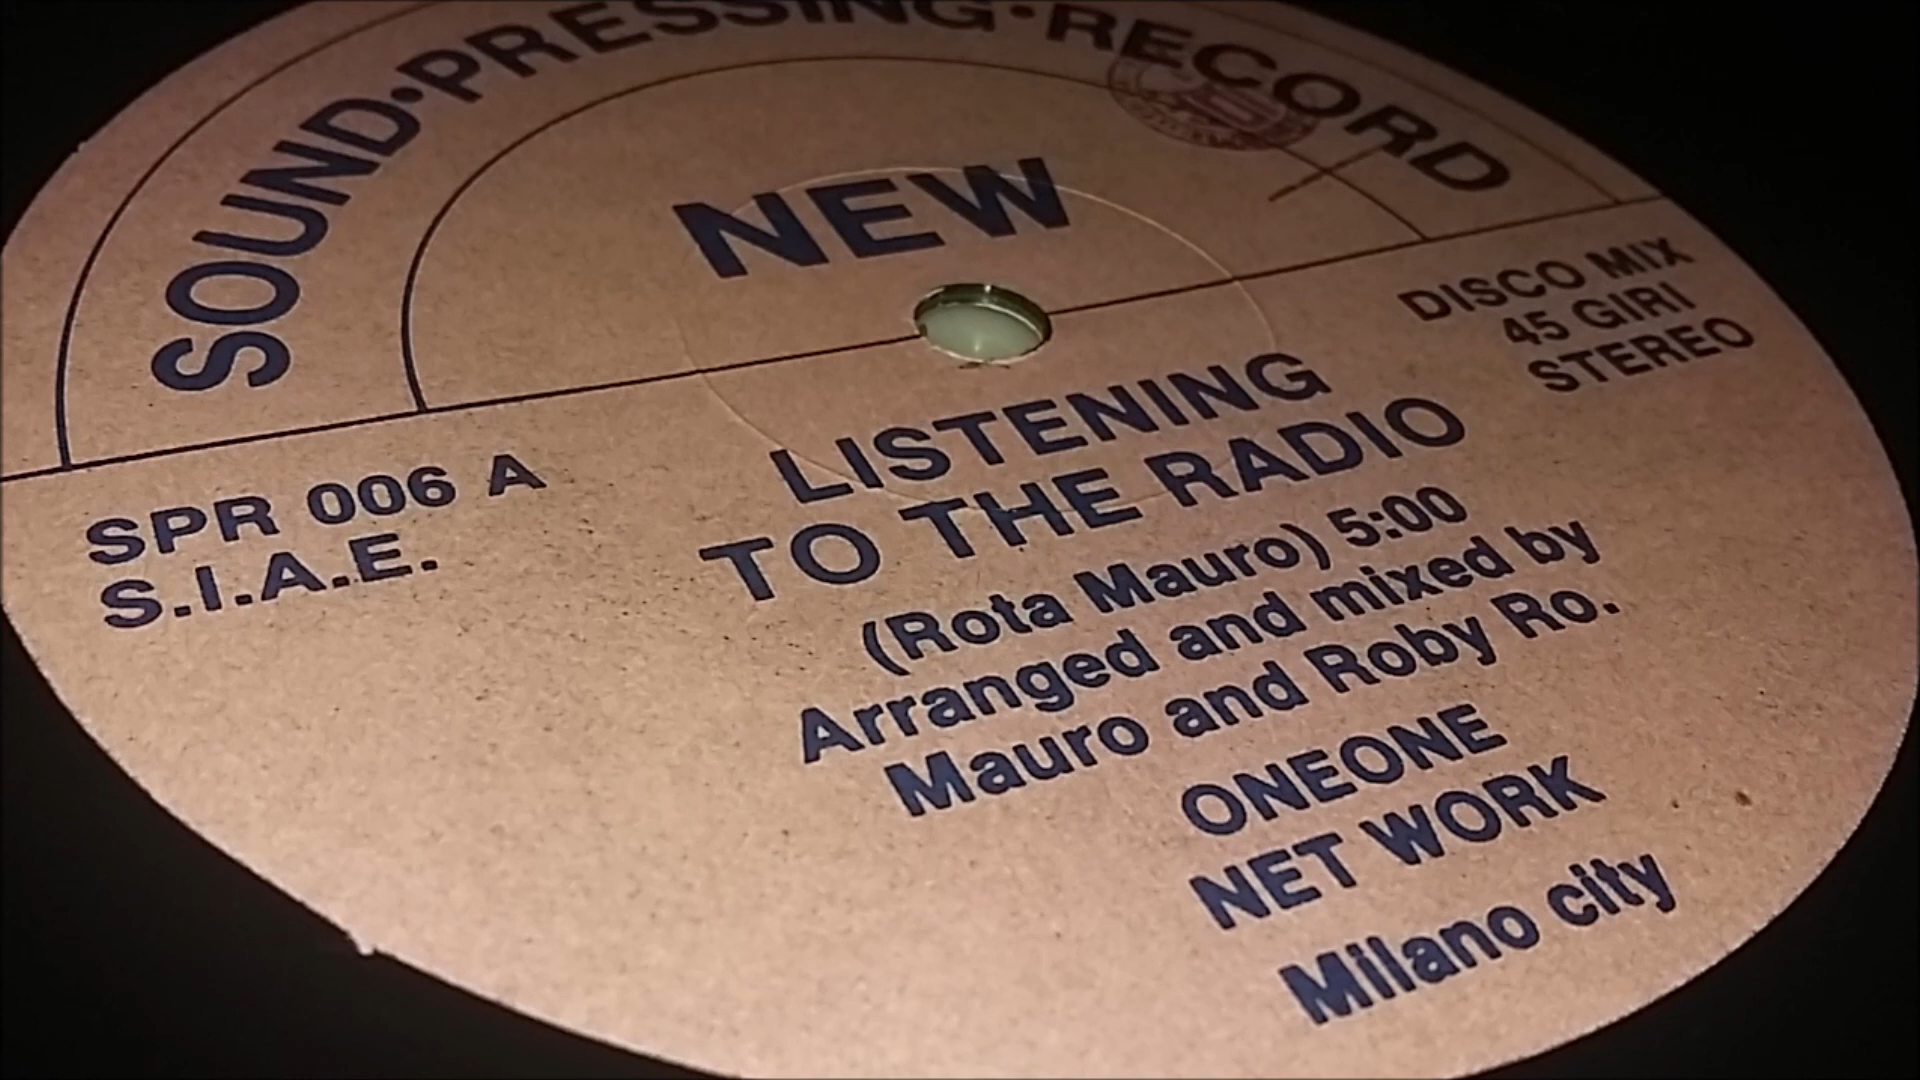 SOUND·PRESSING·RECORD
NEW
DISCO MIX
45 GIRI
STEREO
SPR 006 A
S.I.A.E.
LISTENING
TO THE RADIO
(Rota Mauro) 5:00
Arranged and mixed by
Mauro and Roby Ro.
ONEONE
NET WORK
Milano city